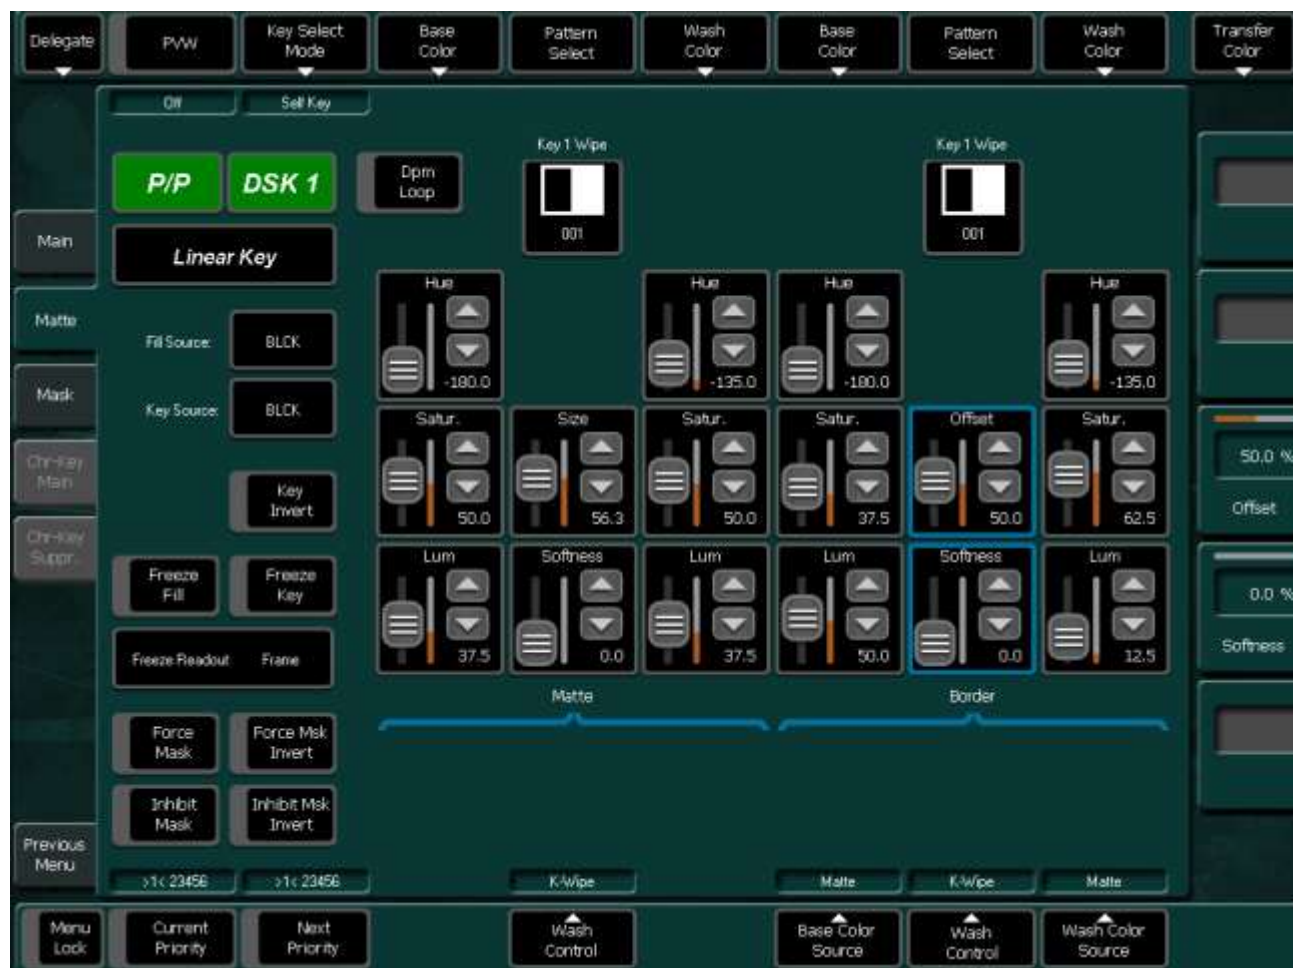 Delegate
PVW
Key Select
Mode
Base
Color
Pattern
Select
Wash
Color
Base
Color
Pattern
Select
Wash
Color
Transfer
Color
Off
Self Key
P/P
DSK 1
Dpm
Loop
Key 1 Wipe
001
Key 1 Wipe
001
Main
Linear Key
Matte
Fill Source:
BLCK
Mask
Key Source:
BLCK
Chr-Key
Main
Key
Invert
Chr-Key
Suppr.
Freeze
Fill
Freeze
Key
Freeze Readout
Frame
Force
Mask
Force Msk
Invert
Inhibit
Mask
Inhibit Msk
Invert
Previous
Menu
Hue
-180.0
Hue
-135.0
Hue
-180.0
Hue
-135.0
Satur.
50.0
Size
56.3
Satur.
50.0
Satur.
37.5
Offset
50.0
Satur.
62.5
Lum
37.5
Softness
0.0
Lum
37.5
Lum
50.0
Softness
0.0
Lum
12.5
Matte
Border
50.0 %
Offset
0.0 %
Softness
>1< 23456
>1< 23456
K-Wipe
Matte
K-Wipe
Matte
Menu
Lock
Current
Priority
Next
Priority
Wash
Control
Base Color
Source
Wash
Control
Wash Color
Source